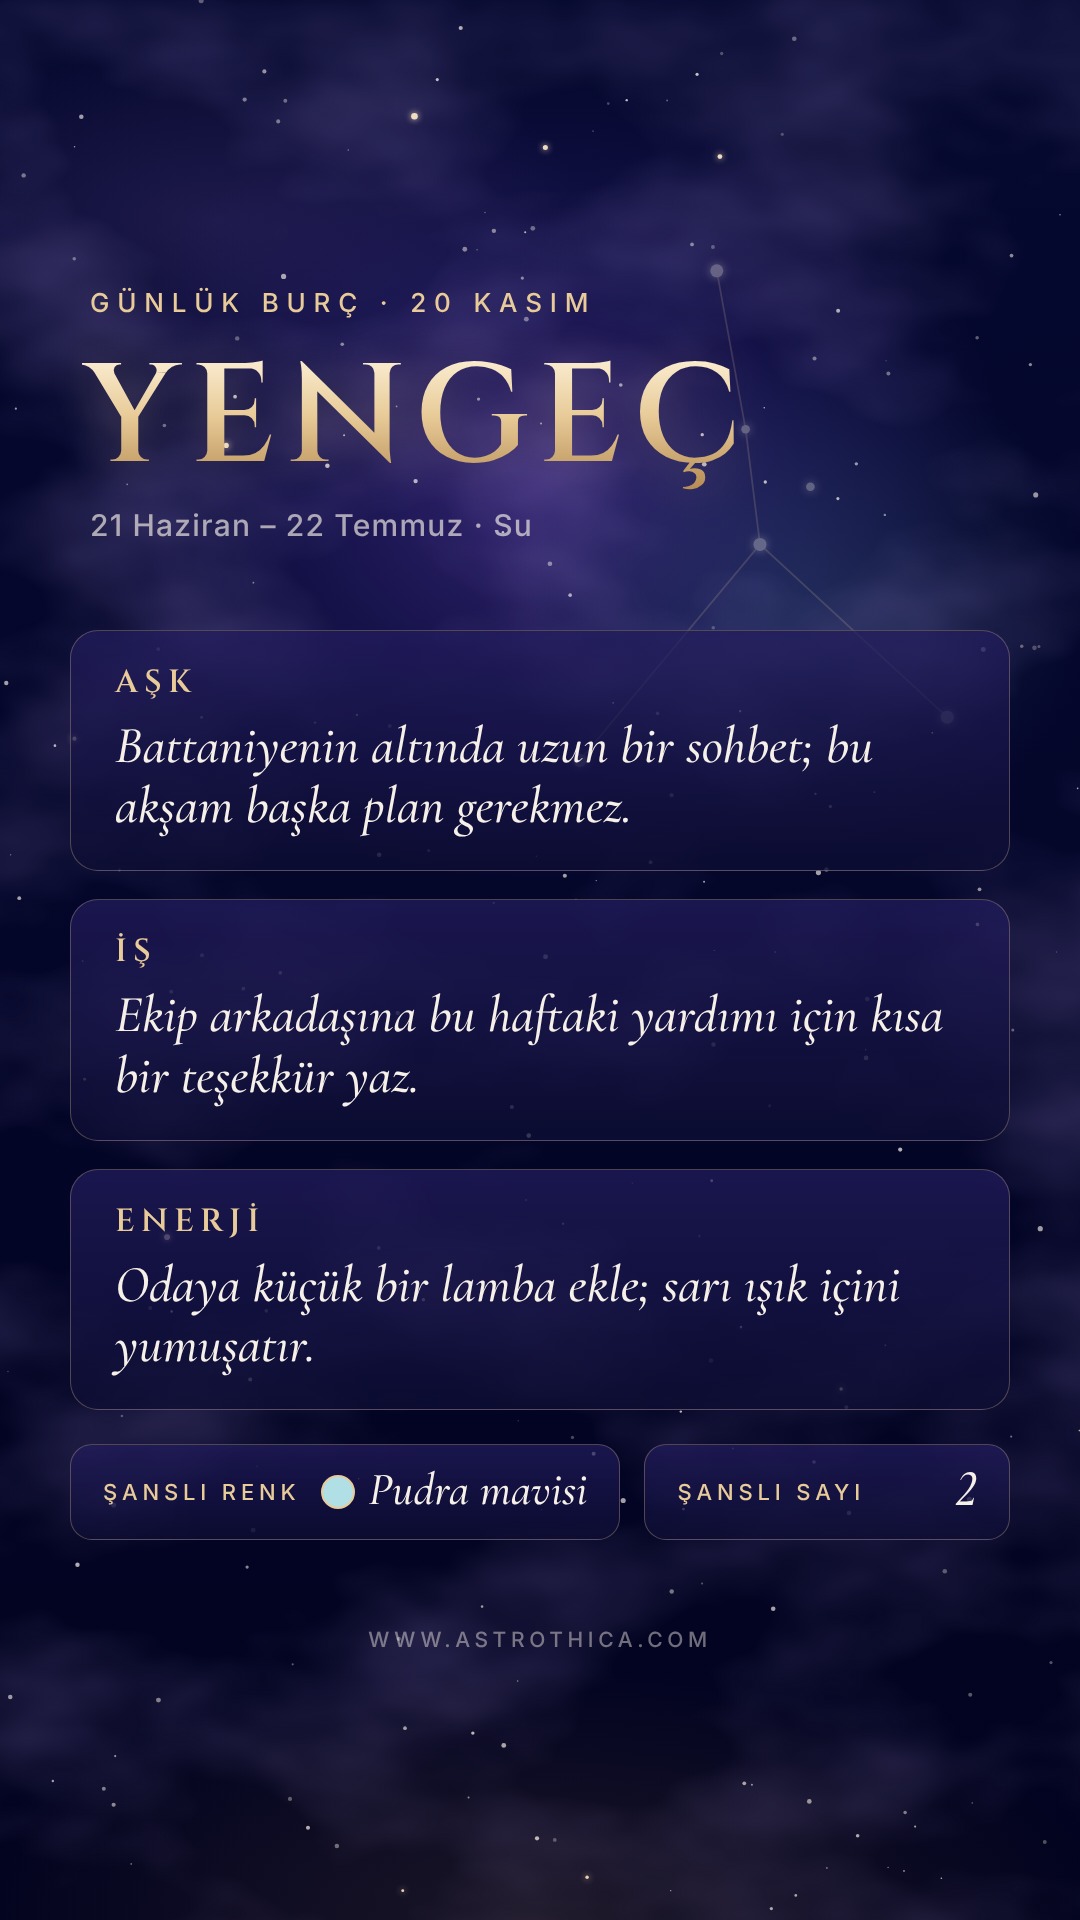 GÜNLÜK BURÇ · 20 KASIM
YENGEÇ
21 Haziran – 22 Temmuz · Su
AŞK
Battaniyenin altında uzun bir sohbet; bu
akşam başka plan gerekmez.
İŞ
Ekip arkadaşına bu haftaki yardımı için kısa
bir teşekkür yaz.
ENERJİ
Odaya küçük bir lamba ekle; sarı ışık içini
yumuşatır.
ŞANSLI RENK Pudra mavisi
ŞANSLI SAYI 2
WWW.ASTROTHICA.COM